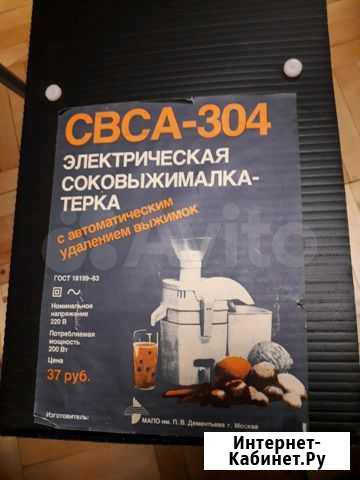 СВСА-304
ЭЛЕКТРИЧЕСКАЯ
СОКОВЫЖИМАЛКА-
ТЕРКА
с автоматическим
удалением выжимок
ГОСТ 18199-83
Номинальное
напряжение
220 В
Потребляемая
мощность
200 Вт
Цена
37 руб.
Изготовитель:
МАПО им. П. В. Дементьева г. Москва
Avito
Интернет-
Кабинет.Ру